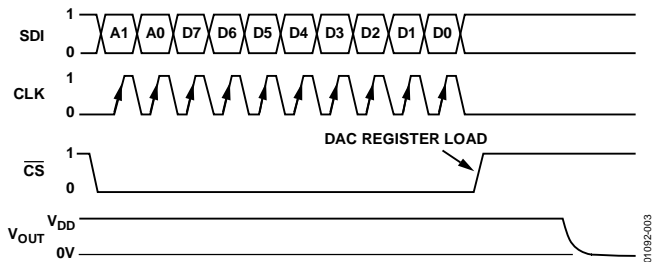 1
SDI A1 A0 D7 D6 D5 D4 D3 D2 D1 D0
0
1
CLK
0
DAC REGISTER LOAD
1
CS
0
VDD
VOUT
0V
01092-003